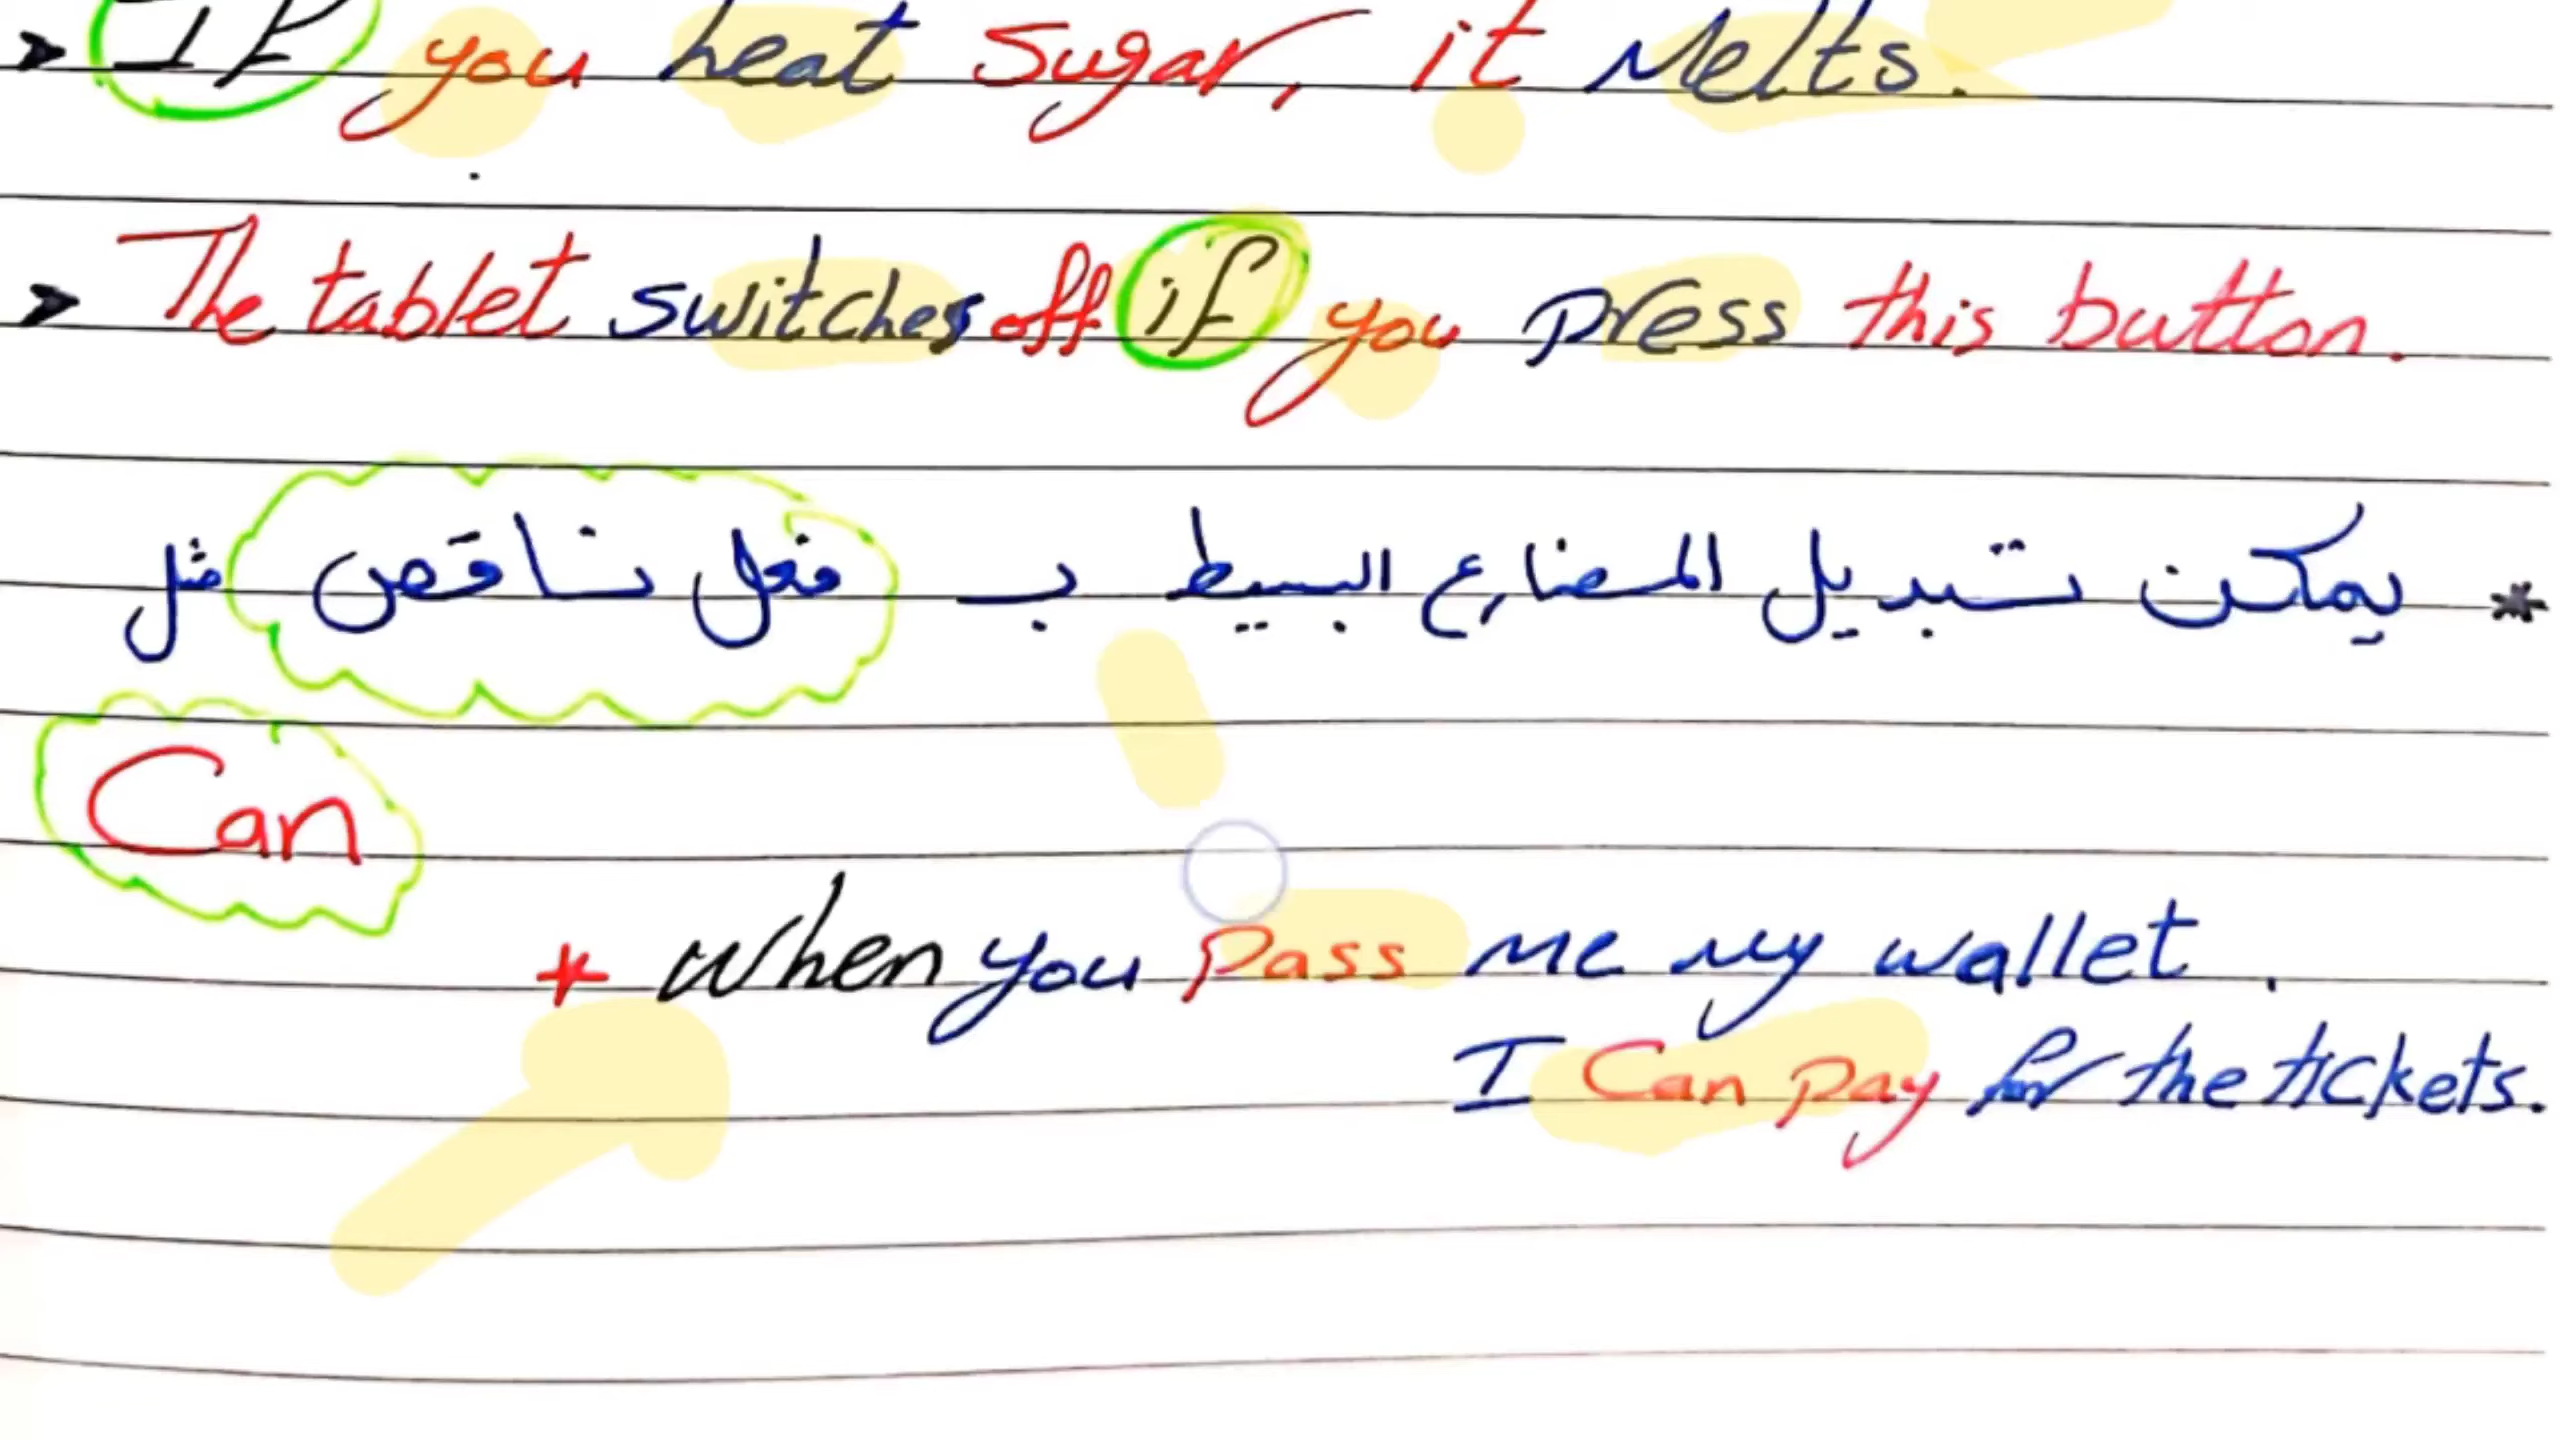 If you heat sugar, it melts.
The tablet switches off if you press this button.
* يمكن تبديل المضارع البسيط بـ فعل ناقص مثل
Can
* When you pass me my wallet,
I can pay for the tickets.